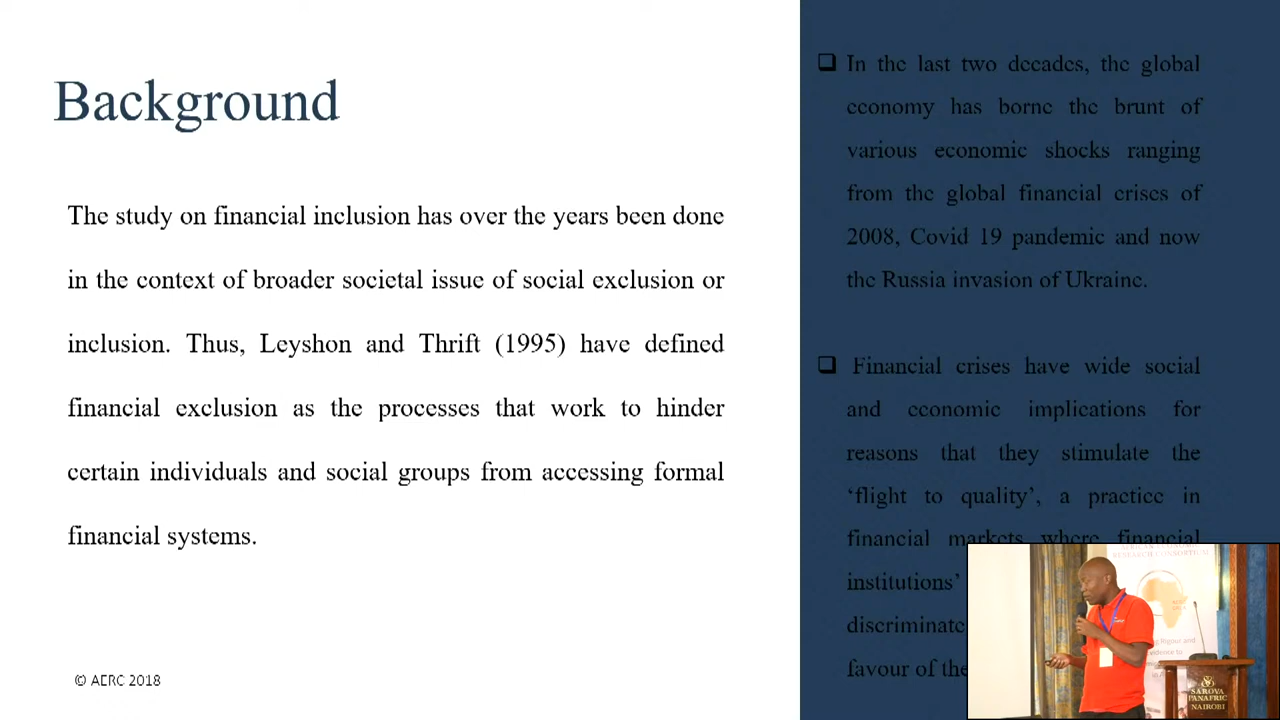 Background
The study on financial inclusion has over the years been done
in the context of broader societal issue of social exclusion or
inclusion. Thus, Leyshon and Thrift (1995) have defined
financial exclusion as the processes that work to hinder
certain individuals and social groups from accessing formal
financial systems.
© AERC 2018
In the last two decades, the global
economy has borne the brunt of
various economic shocks ranging
from the global financial crises of
2008, Covid 19 pandemic and now
the Russia invasion of Ukraine.
Financial crises have wide social
and economic implications for
reasons that they stimulate the
‘flight to quality’, a practice in
financial markets where financial
institutions’
discriminate
favour of the
RESEARCH CONSORTIUM
SAROVA
PANAFRIC
NAIROBI